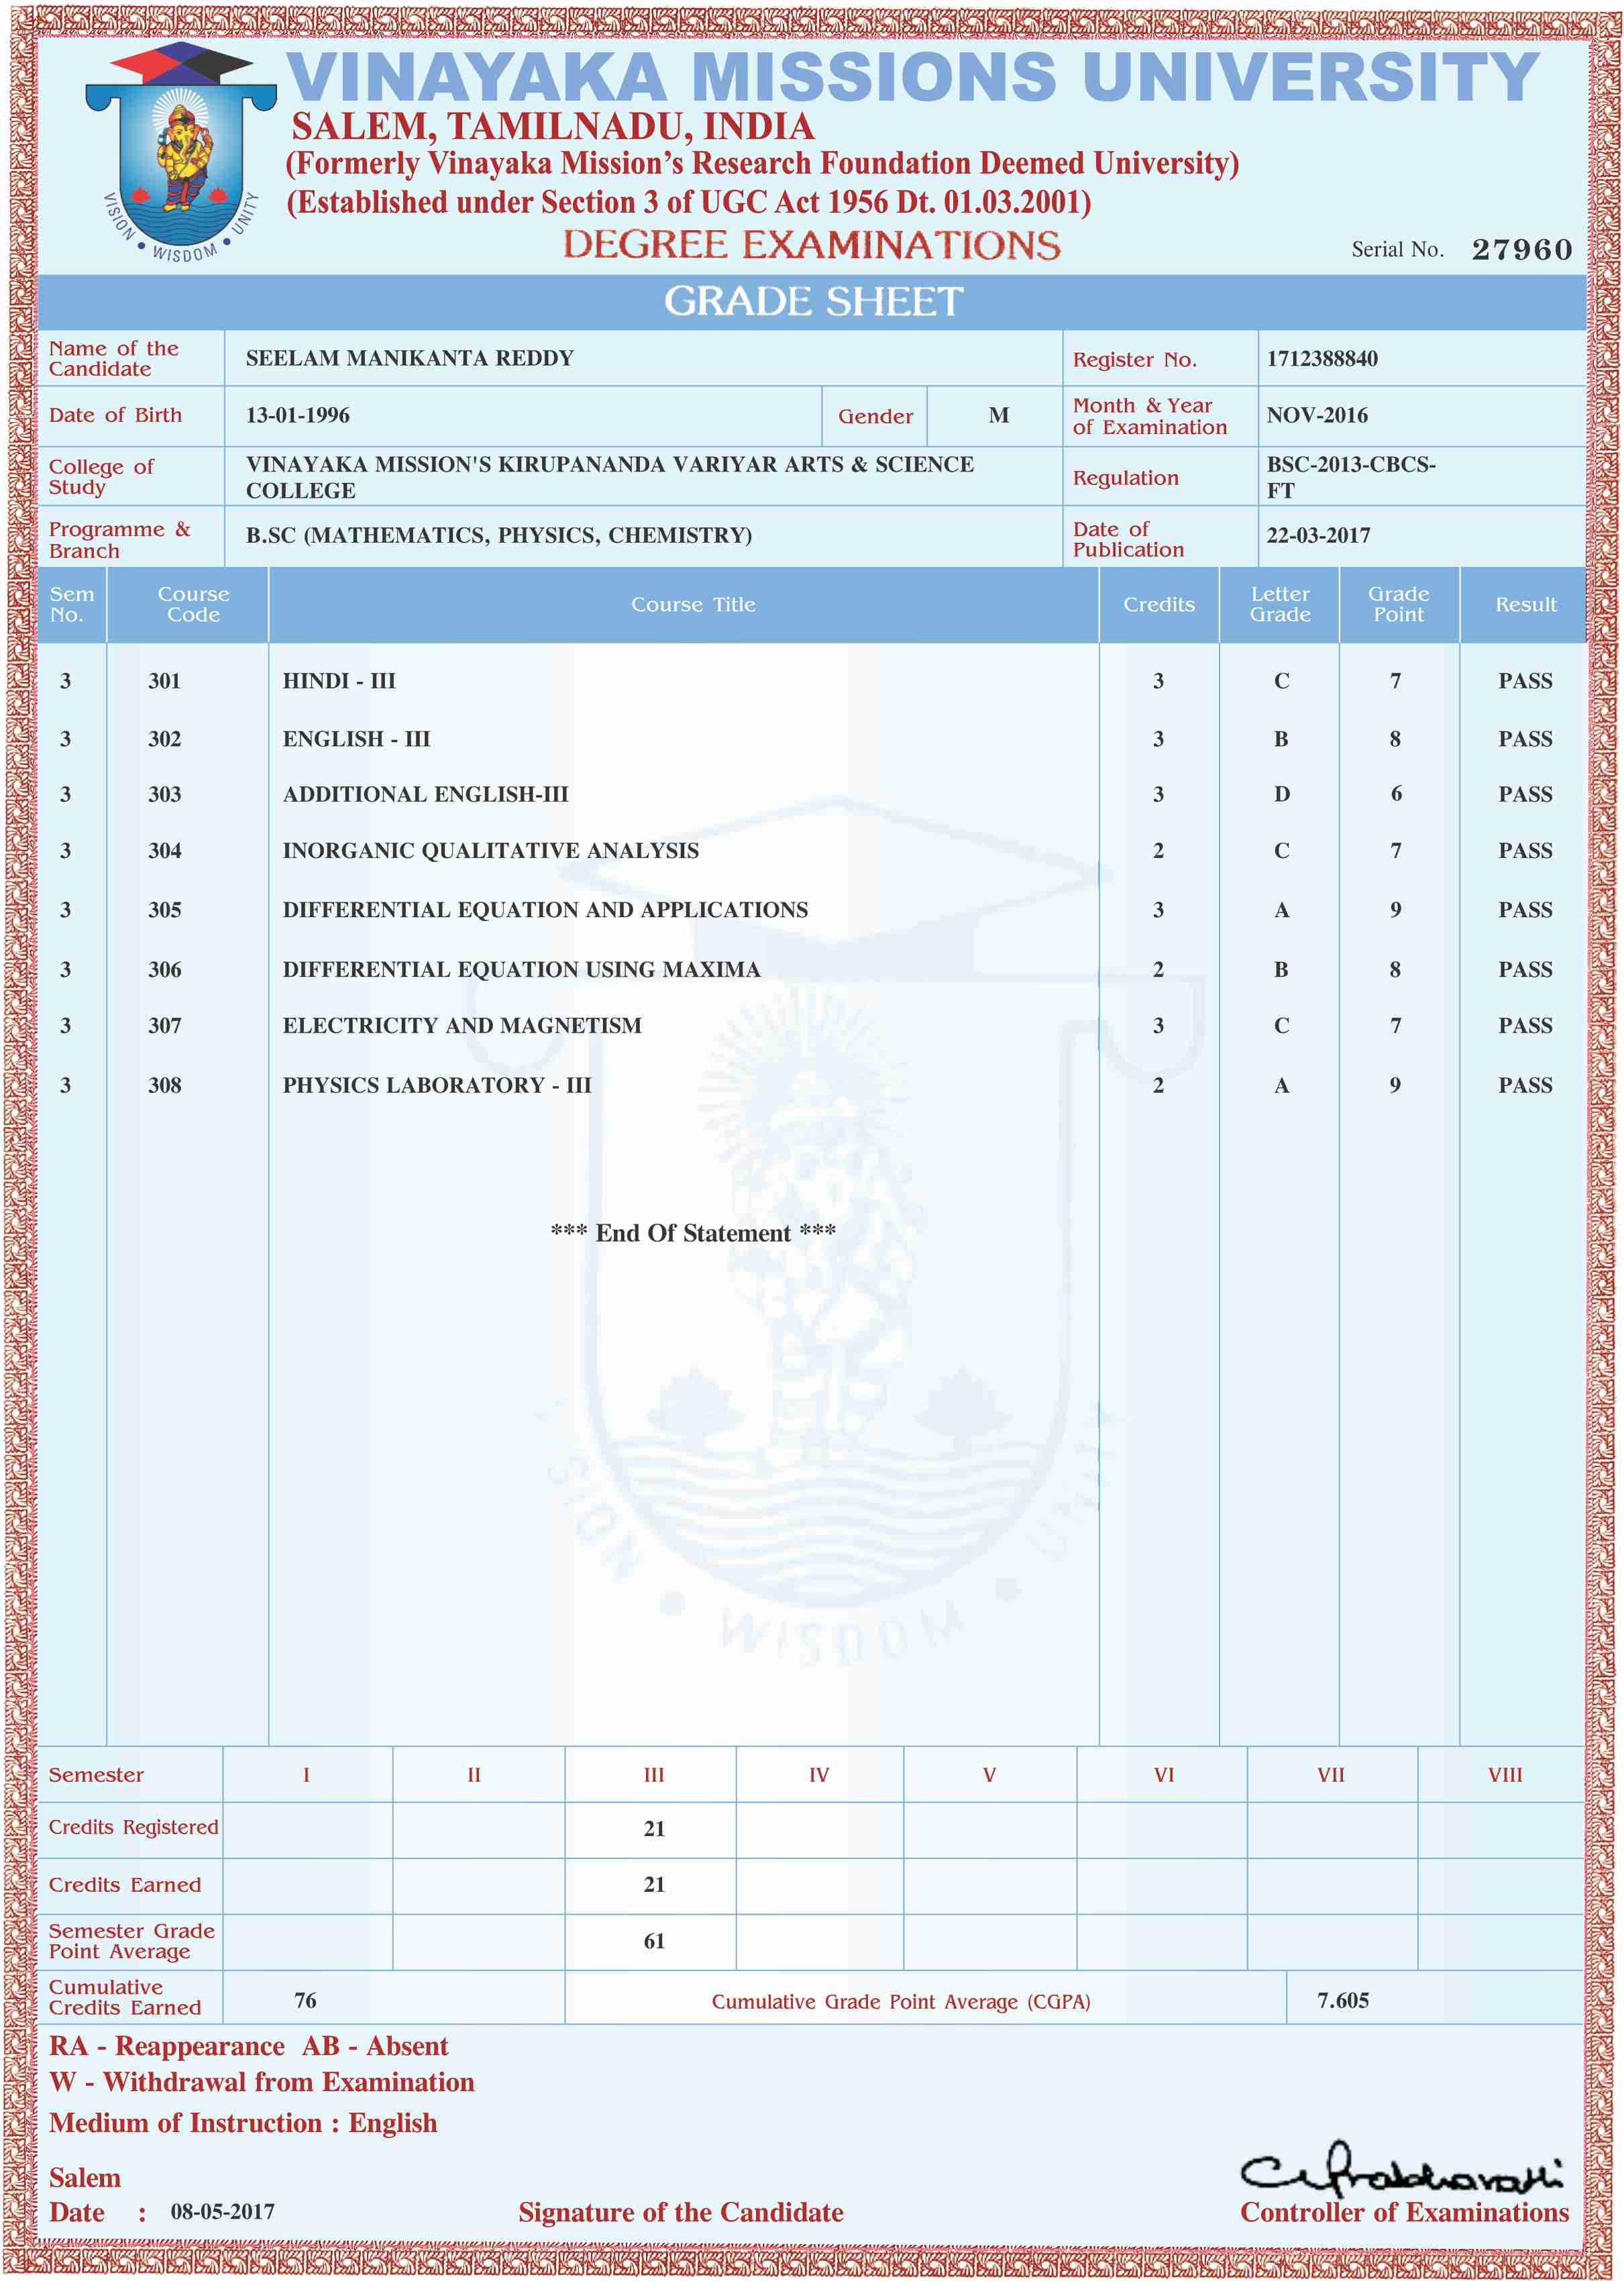 VINAYAKA MISSIONS UNIVERSITY
SALEM, TAMILNADU, INDIA
(Formerly Vinayaka Mission's Research Foundation Deemed University)
(Established under Section 3 of UGC Act 1956 Dt. 01.03.2001)
VISION • WISDOM • UNITY
DEGREE EXAMINATIONS
Serial No. 27960
GRADE SHEET
Name of the Candidate SEELAM MANIKANTA REDDY Register No. 1712388840
Date of Birth 13-01-1996 Gender M Month & Year of Examination NOV-2016
College of Study VINAYAKA MISSION'S KIRUPANANDA VARIYAR ARTS & SCIENCE COLLEGE Regulation BSC-2013-CBCS-FT
Programme & Branch B.SC (MATHEMATICS, PHYSICS, CHEMISTRY) Date of Publication 22-03-2017
Sem No. Course Code Course Title Credits Letter Grade Grade Point Result
3 301 HINDI - III 3 C 7 PASS
3 302 ENGLISH - III 3 B 8 PASS
3 303 ADDITIONAL ENGLISH-III 3 D 6 PASS
3 304 INORGANIC QUALITATIVE ANALYSIS 2 C 7 PASS
3 305 DIFFERENTIAL EQUATION AND APPLICATIONS 3 A 9 PASS
3 306 DIFFERENTIAL EQUATION USING MAXIMA 2 B 8 PASS
3 307 ELECTRICITY AND MAGNETISM 3 C 7 PASS
3 308 PHYSICS LABORATORY - III 2 A 9 PASS
*** End Of Statement ***
VISION • WISDOM • UNITY
Semester I II III IV V VI VII VIII
Credits Registered 21
Credits Earned 21
Semester Grade Point Average 61
Cumulative Credits Earned 76 Cumulative Grade Point Average (CGPA) 7.605
RA - Reappearance AB - Absent
W - Withdrawal from Examination
Medium of Instruction : English
Salem
Date : 08-05-2017 Signature of the Candidate Controller of Examinations